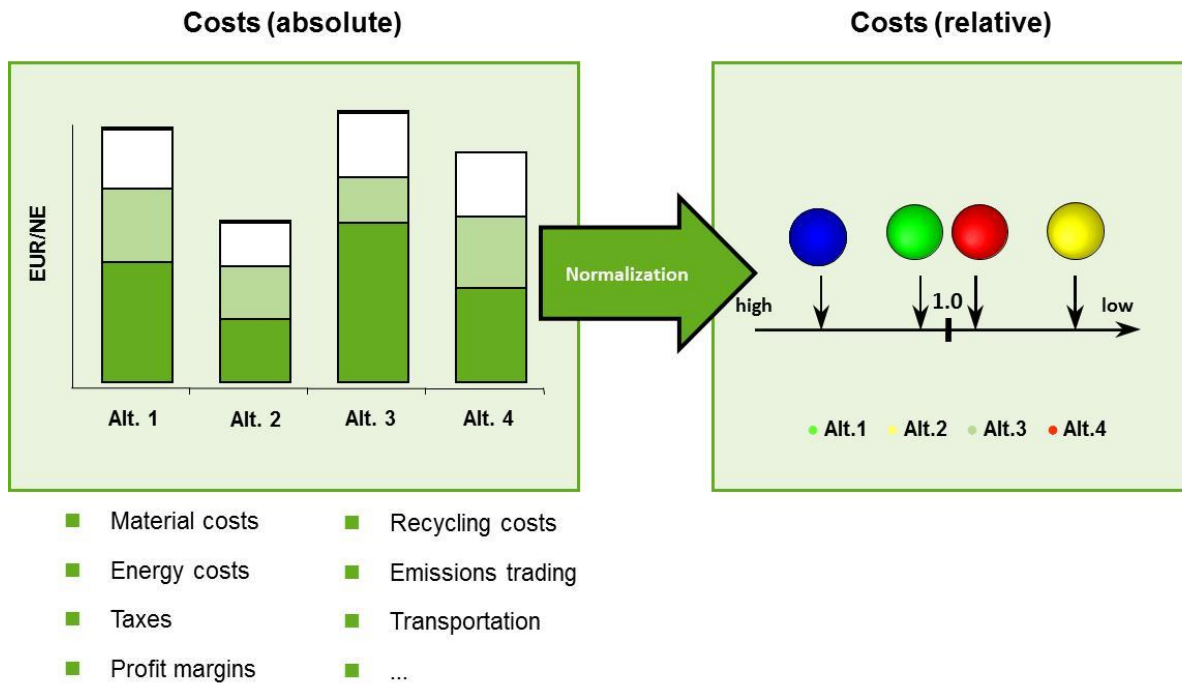 Costs (absolute)
Costs (relative)
EUR/NE
Alt. 1
Alt. 2
Alt. 3
Alt. 4
Normalization
high
1.0
low
Alt.1
Alt.2
Alt.3
Alt.4
Material costs
Energy costs
Taxes
Profit margins
Recycling costs
Emissions trading
Transportation
...